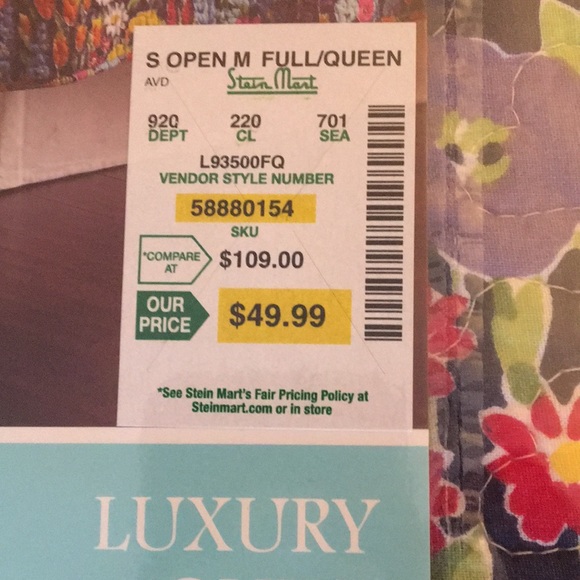 S OPEN M FULL/QUEEN
AVD Stein Mart
920 220 701
DEPT CL SEA
L93500FQ
VENDOR STYLE NUMBER
58880154
SKU
*COMPARE AT $109.00
OUR PRICE $49.99
*See Stein Mart's Fair Pricing Policy at
Steinmart.com or in store
LUXURY